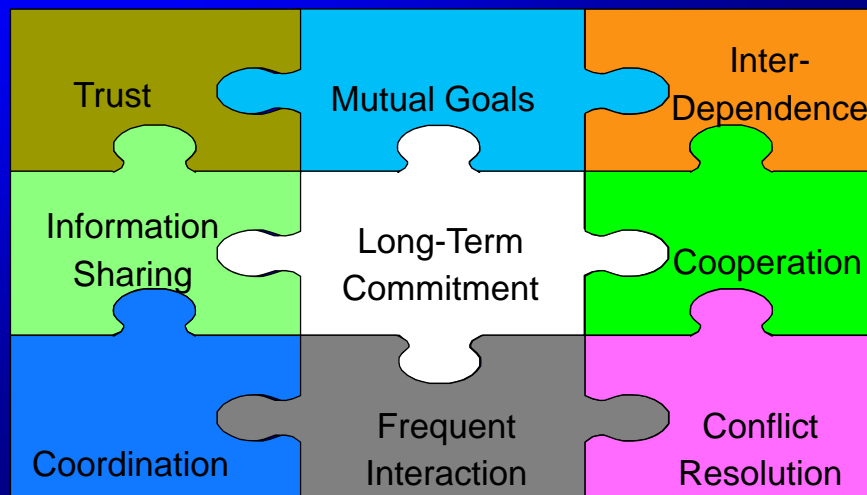 Trust
Mutual Goals
Inter-
Dependence
Information
Sharing
Long-Term
Commitment
Cooperation
Coordination
Frequent
Interaction
Conflict
Resolution